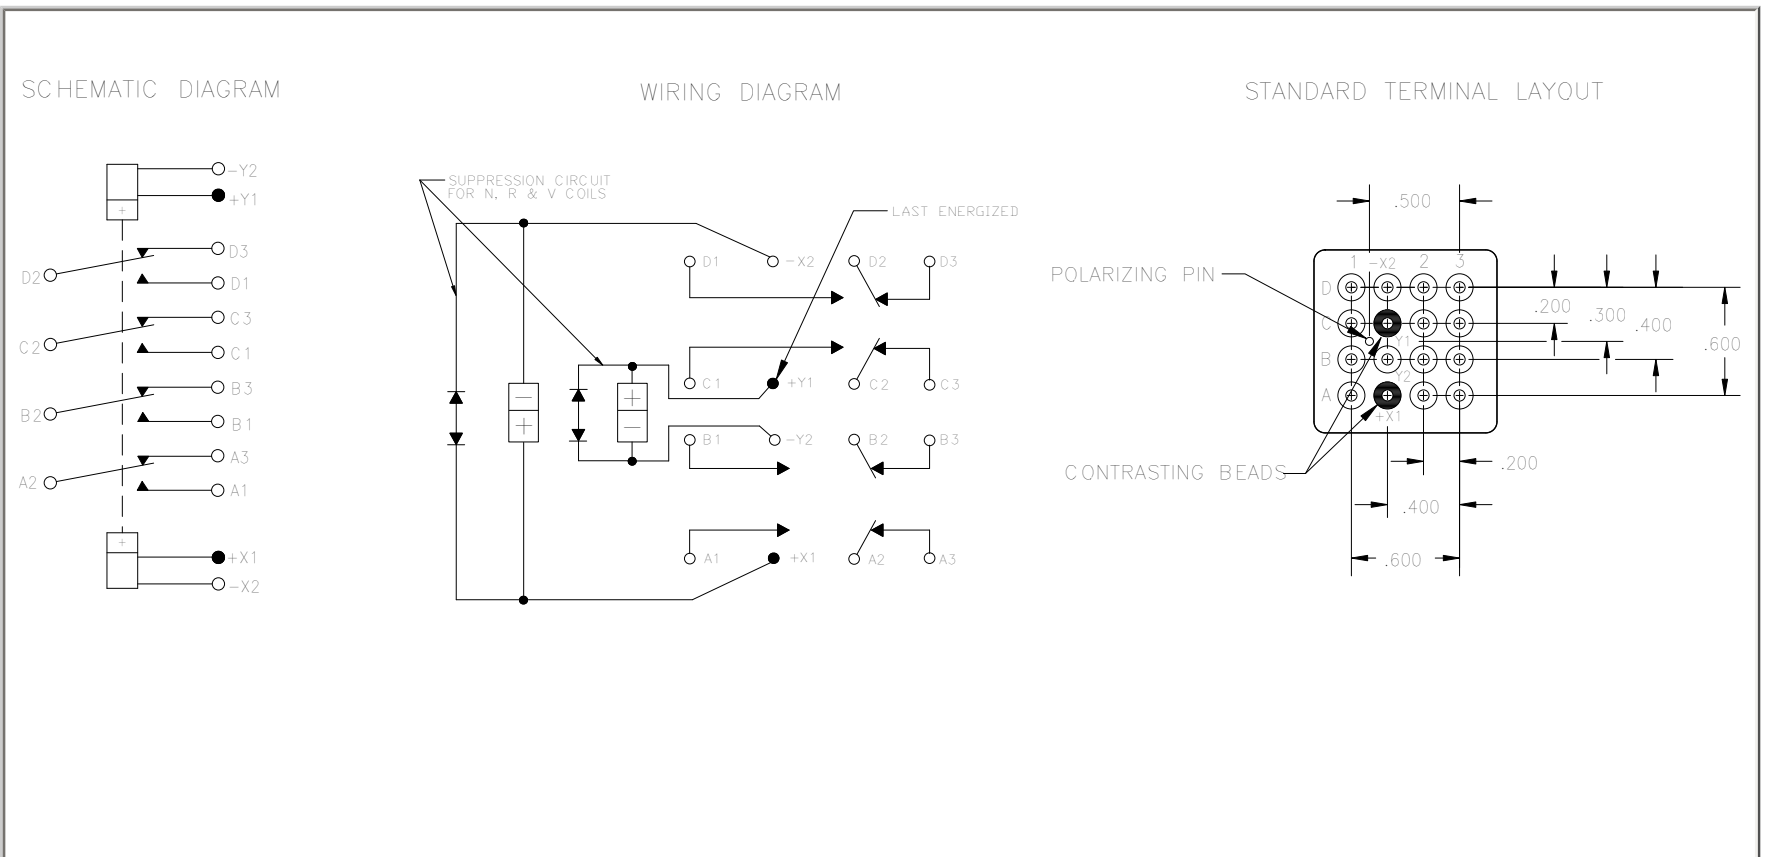 SCHEMATIC DIAGRAM
-Y2
+Y1
+
D3
D2
D1
C3
C2
C1
B3
B2
B1
A3
A2
A1
+
+X1
-X2
WIRING DIAGRAM
SUPPRESSION CIRCUIT
FOR N, R & V COILS
LAST ENERGIZED
D1
-X2
D2
D3
C1
+Y1
C2
C3
-
+
+
-
B1
-Y2
B2
B3
A1
+X1
A2
A3
STANDARD TERMINAL LAYOUT
.500
POLARIZING PIN
1 -X2 2 3
D
C
Y1
B
Y2
A
+X1
.200
.300
.400
.600
CONTRASTING BEADS
.200
.400
.600